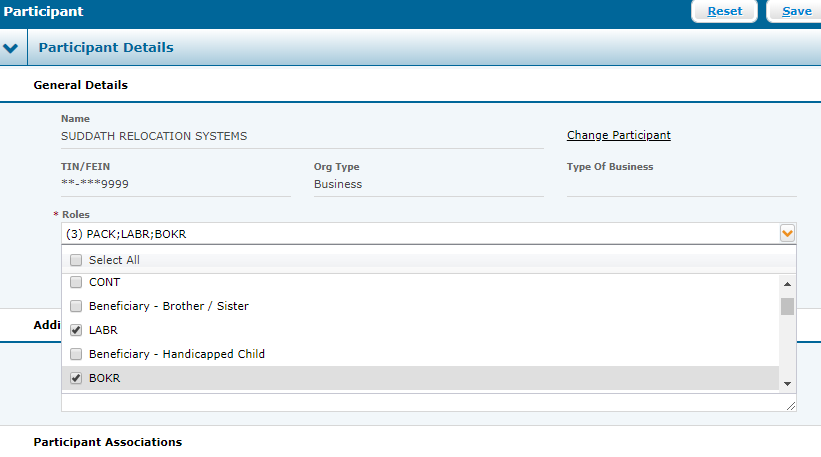 Participant
Reset
Save
Participant Details
General Details
Name
SUDDATH RELOCATION SYSTEMS
Change Participant
TIN/FEIN
Org Type
Type Of Business
**-***9999
Business
* Roles
(3) PACK;LABR;BOKR
Select All
CONT
Beneficiary - Brother / Sister
Addi
LABR
Beneficiary - Handicapped Child
BOKR
Participant Associations